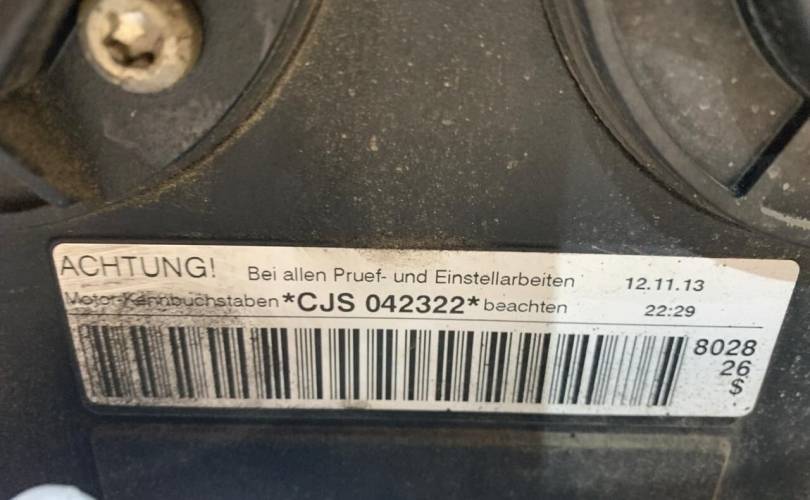 ACHTUNG! Bei allen Pruef- und Einstellarbeiten 12.11.13
Motor-Kennbuchstaben *CJS 042322* beachten 22:29
8028
26
$